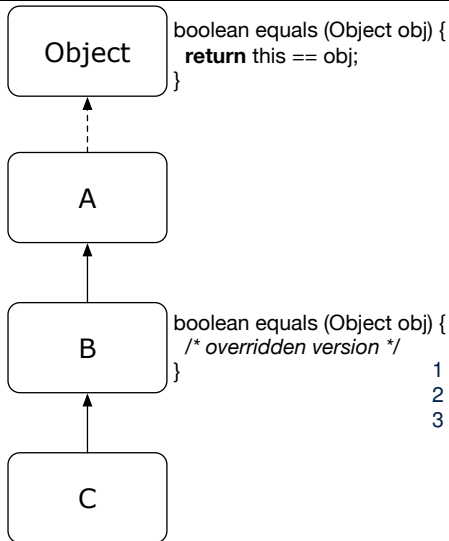 Object
boolean equals (Object obj) {
return this == obj;
}
A
B
boolean equals (Object obj) {
/* overridden version */
}
1
2
3
C